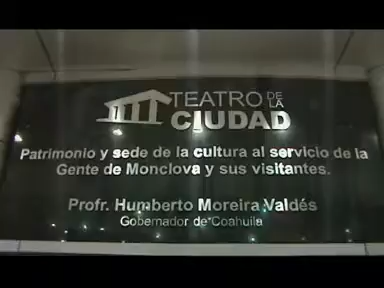 TEATRO DE LA
CIUDAD
Patrimonio y sede de la cultura al servicio de la
Gente de Monclova y sus visitantes.
Profr. Humberto Moreira Valdés
Gobernador de Coahuila